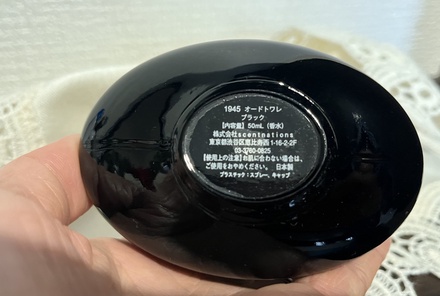 1945 オードトワレ
ブラック
【内容量】50mL（香水）
株式会社scentnations
東京都渋谷区恵比寿西1-16-2-2F
03-3780-0825
【使用上の注意】お肌に合わない場合は、
ご使用をおやめください。 日本製
プラスチック：スプレー、キャップ